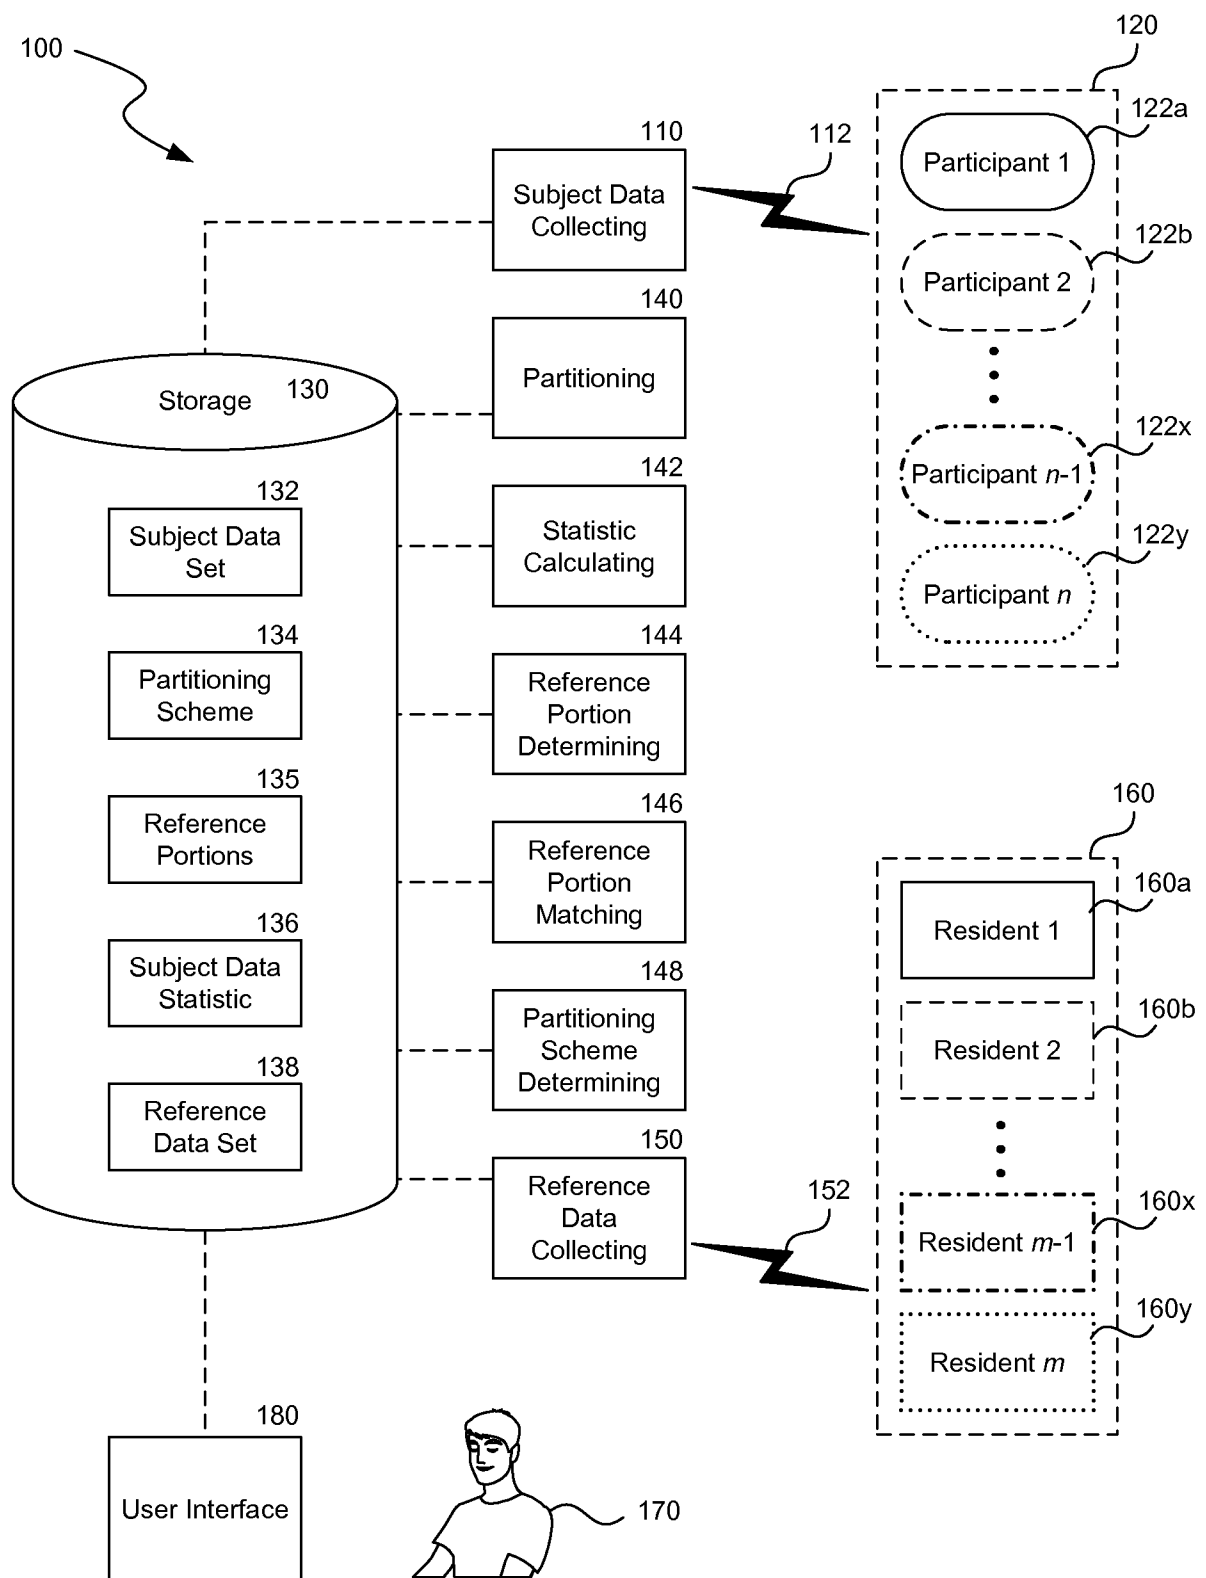 100
120
110
112
122a
Subject Data
Collecting
Participant 1
122b
Participant 2
140
Partitioning
Storage
130
122x
Participant n-1
142
Statistic
Calculating
122y
Participant n
132
Subject Data
Set
134
Partitioning
Scheme
144
Reference
Portion
Determining
135
Reference
Portions
146
Reference
Portion
Matching
160
160a
Resident 1
136
Subject Data
Statistic
148
Partitioning
Scheme
Determining
160b
Resident 2
138
Reference
Data Set
150
Reference
Data
Collecting
152
160x
Resident m-1
160y
Resident m
180
User Interface
170